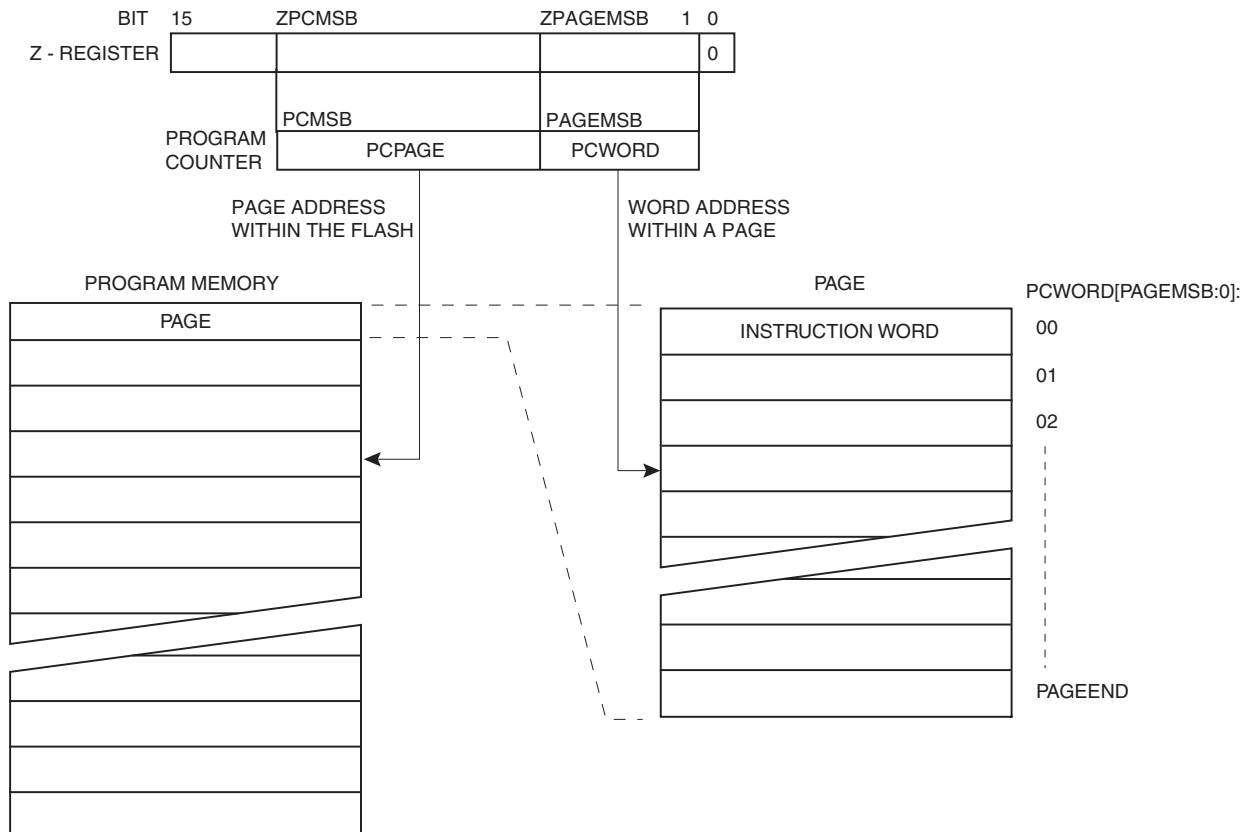 BIT 15 ZPCMSB ZPAGEMSB 1 0
Z - REGISTER 0
PCMSB PAGEMSB
PROGRAM
COUNTER
PCPAGE PCWORD
PAGE ADDRESS
WITHIN THE FLASH
WORD ADDRESS
WITHIN A PAGE
PROGRAM MEMORY
PAGE
PAGE
PCWORD[PAGEMSB:0]:
INSTRUCTION WORD
00
01
02
PAGEEND